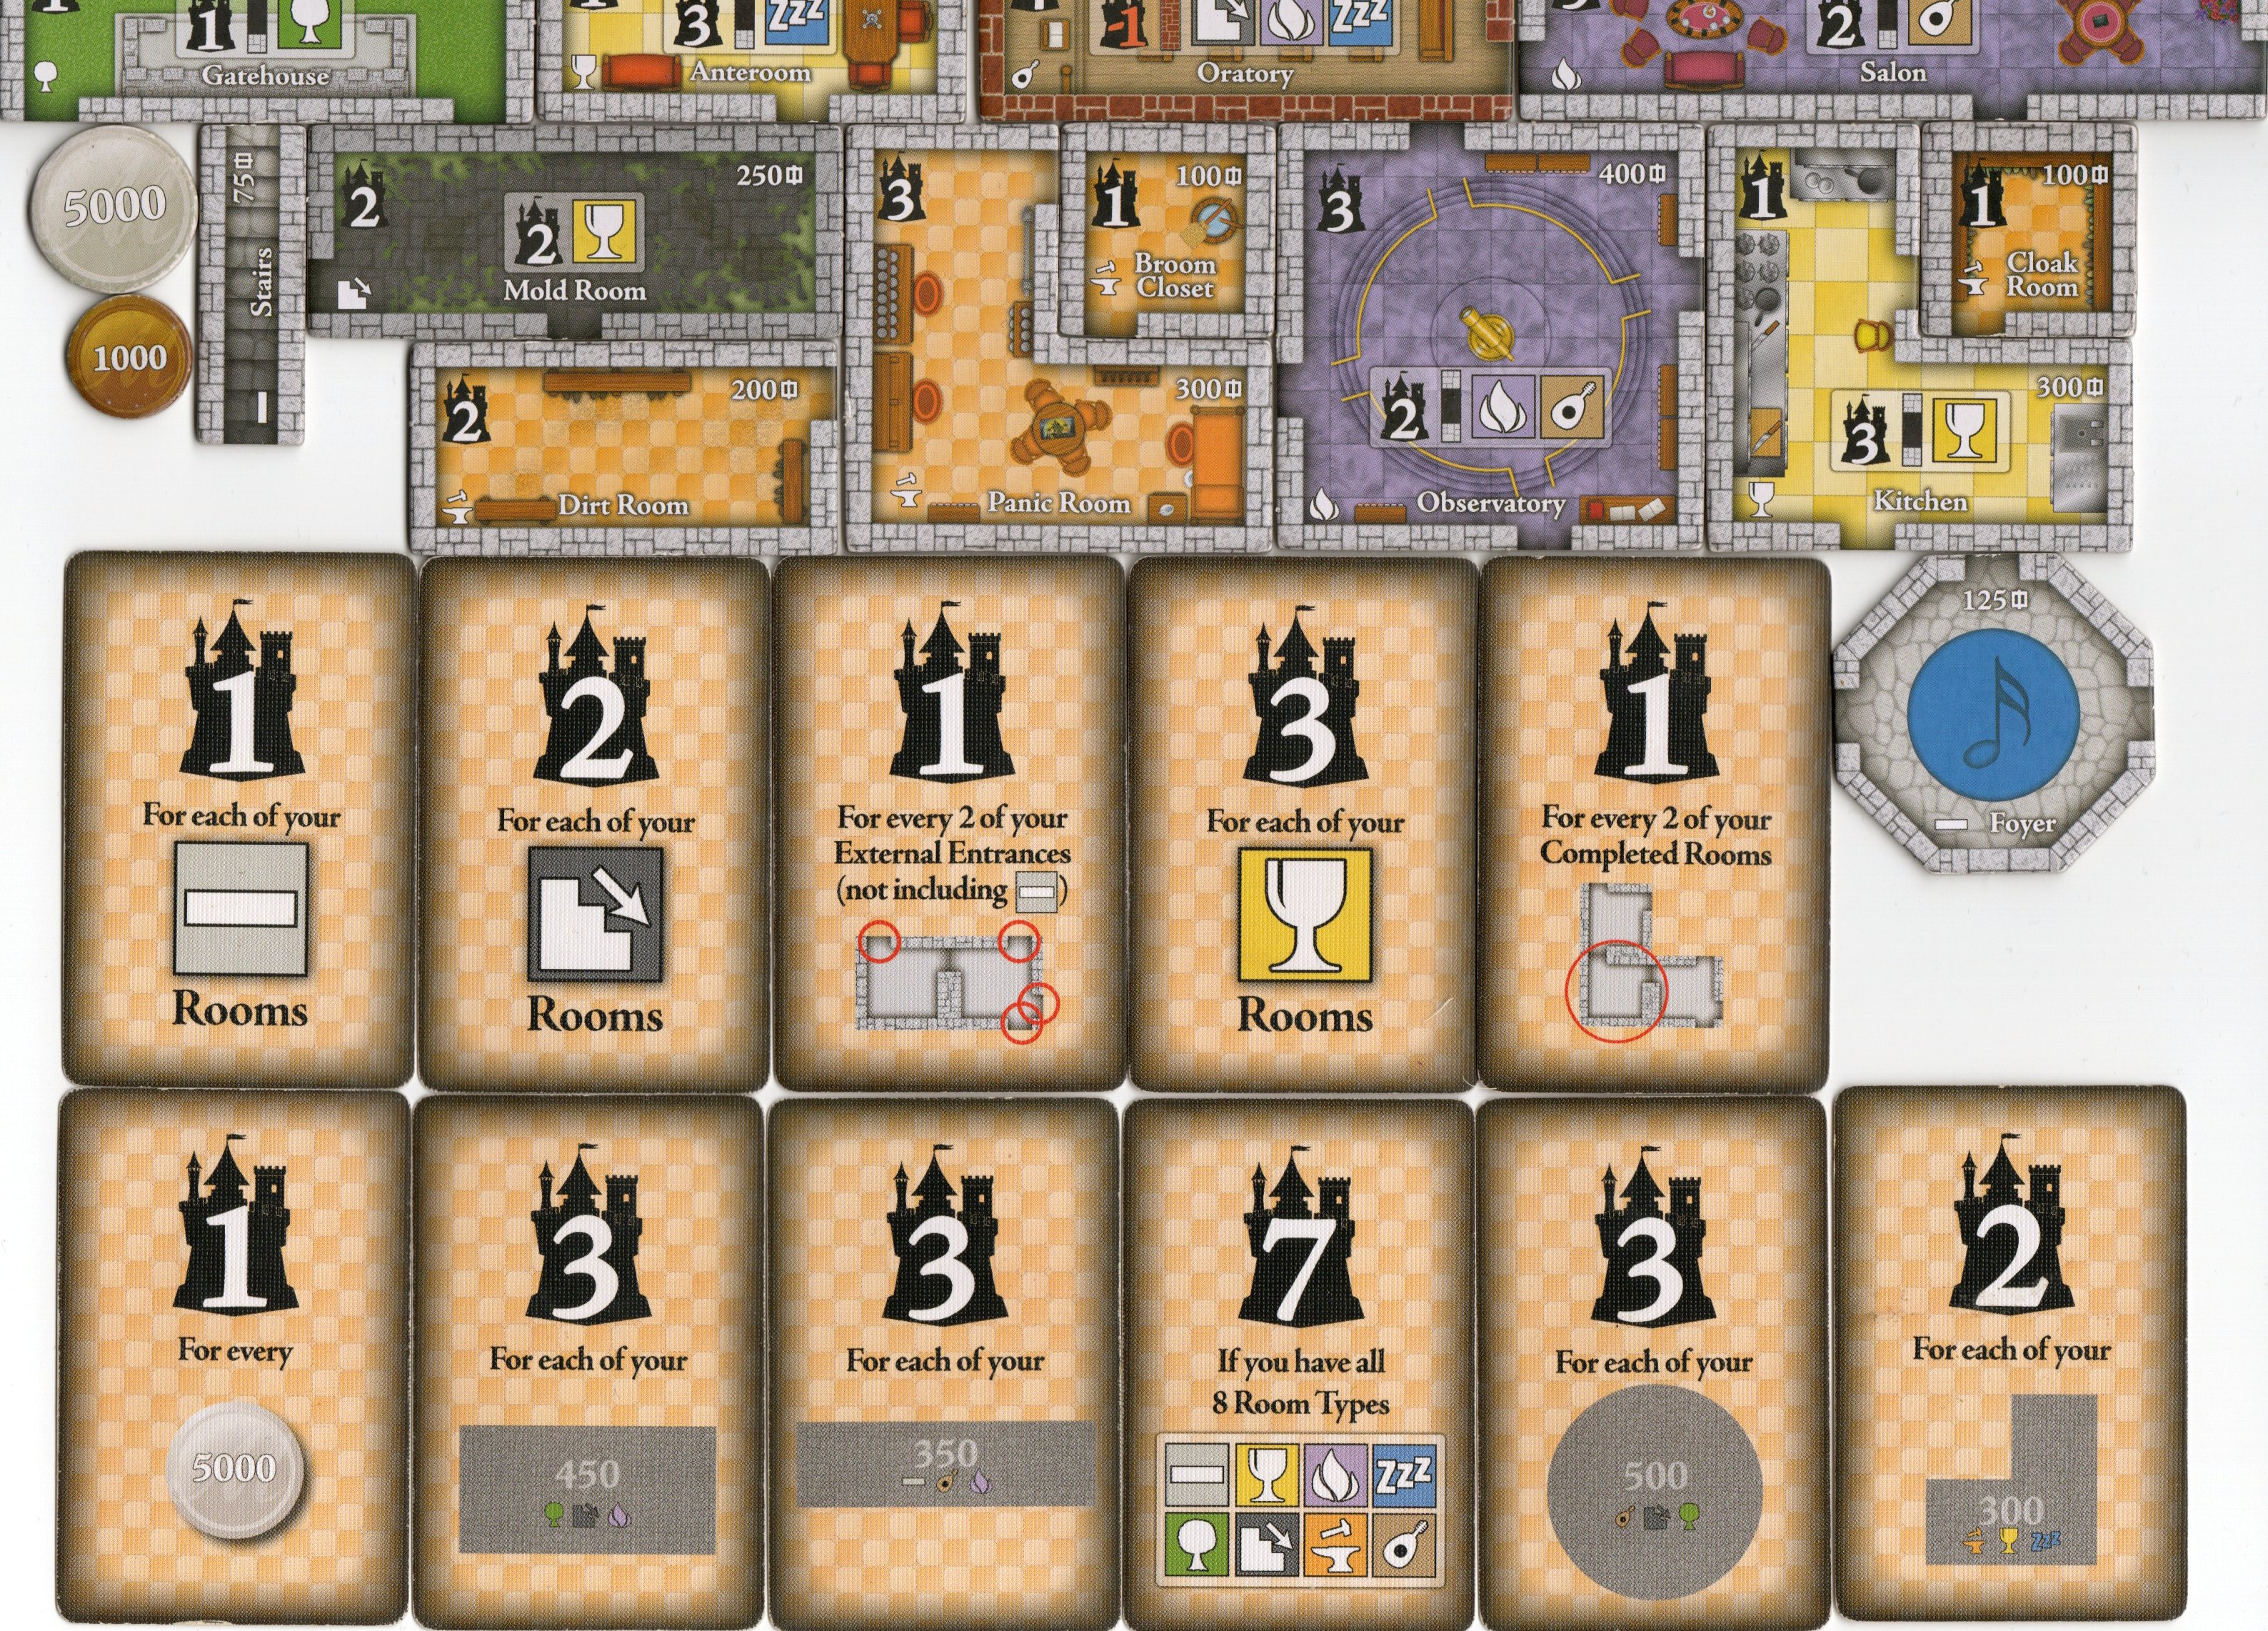 1
Gatehouse
3
Zzz
Anteroom
-1
Zzz
Oratory
2
Salon
5000
1000
75
Stairs
2
250
2
Mold Room
2
200
Dirt Room
3
300
Panic Room
1
100
Broom
Closet
3
400
2
Observatory
1
300
3
Kitchen
1
100
Cloak
Room
1
For each of your
Rooms
2
For each of your
Rooms
1
For every 2 of your
External Entrances
(not including )
3
For each of your
Rooms
1
For every 2 of your
Completed Rooms
125
Foyer
1
For every
5000
3
For each of your
450
3
For each of your
350
7
If you have all
8 Room Types
Zzz
3
For each of your
500
2
For each of your
300
Zzz